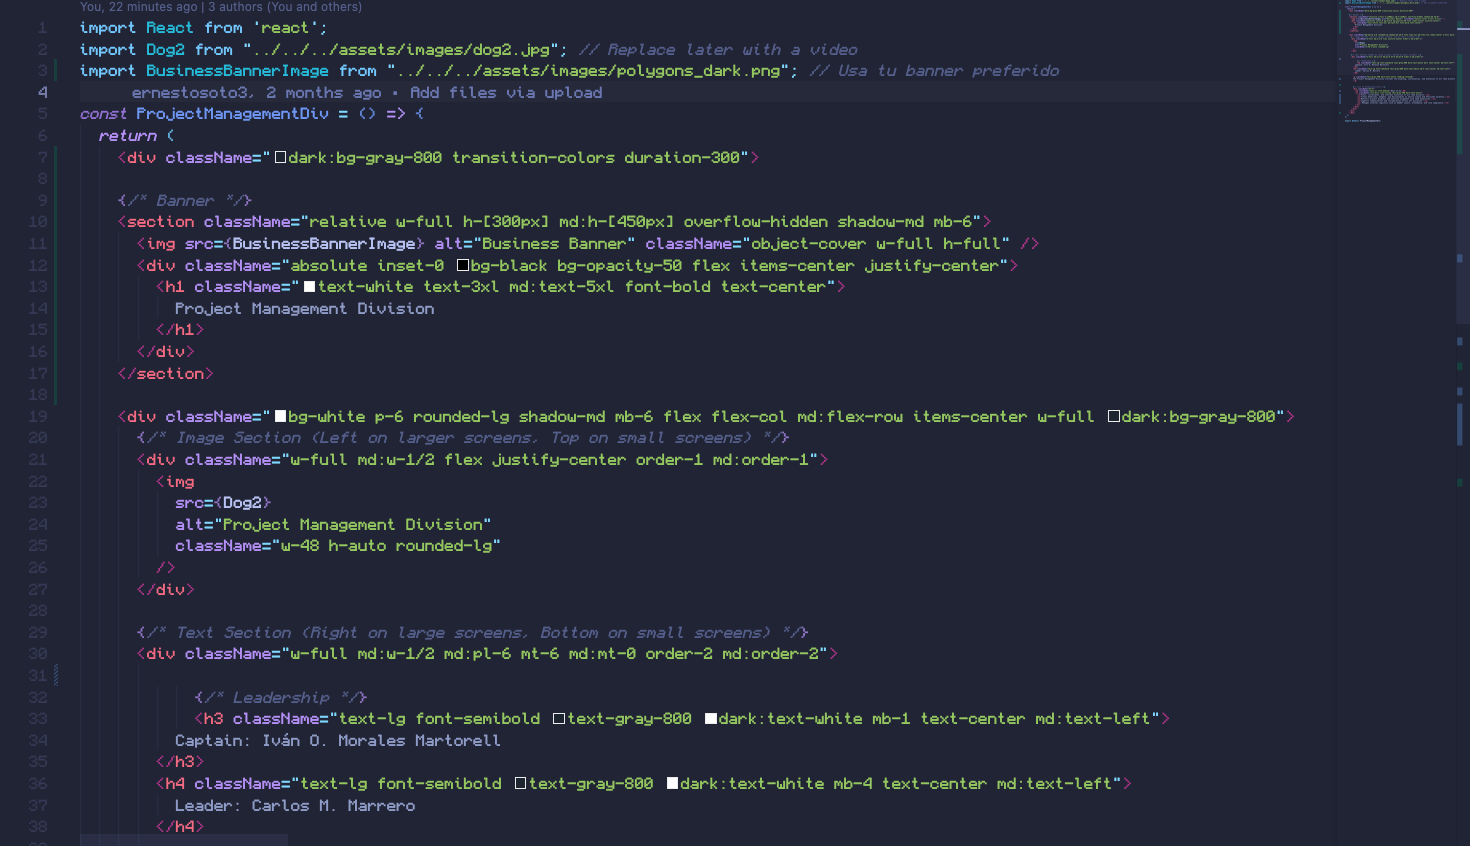 You, 22 minutes ago | 3 authors (You and others)
1 import React from 'react';
2 import Dog2 from "../../../assets/images/dog2.jpg"; // Replace later with a video
3 import BusinessBannerImage from "../../../assets/images/polygons_dark.png"; // Usa tu banner preferido
4 ernestosoto3, 2 months ago • Add files via upload
5 const ProjectManagementDiv = () => {
6 return (
7 <div className="dark:bg-gray-800 transition-colors duration-300">
8
9 {/* Banner */}
10 <section className="relative w-full h-[300px] md:h-[450px] overflow-hidden shadow-md mb-6">
11 <img src={BusinessBannerImage} alt="Business Banner" className="object-cover w-full h-full" />
12 <div className="absolute inset-0 bg-black bg-opacity-50 flex items-center justify-center">
13 <h1 className="text-white text-3xl md:text-5xl font-bold text-center">
14 Project Management Division
15 </h1>
16 </div>
17 </section>
18
19 <div className="bg-white p-6 rounded-lg shadow-md mb-6 flex flex-col md:flex-row items-center w-full dark:bg-gray-800">
20 {/* Image Section (Left on larger screens, Top on small screens) */}
21 <div className="w-full md:w-1/2 flex justify-center order-1 md:order-1">
22 <img
23 src={Dog2}
24 alt="Project Management Division"
25 className="w-48 h-auto rounded-lg"
26 />
27 </div>
28
29 {/* Text Section (Right on large screens, Bottom on small screens) */}
30 <div className="w-full md:w-1/2 md:pl-6 mt-6 md:mt-0 order-2 md:order-2">
31
32 {/* Leadership */}
33 <h3 className="text-lg font-semibold text-gray-800 dark:text-white mb-1 text-center md:text-left">
34 Captain: Iván O. Morales Martorell
35 </h3>
36 <h4 className="text-lg font-semibold text-gray-800 dark:text-white mb-4 text-center md:text-left">
37 Leader: Carlos M. Marrero
38 </h4>